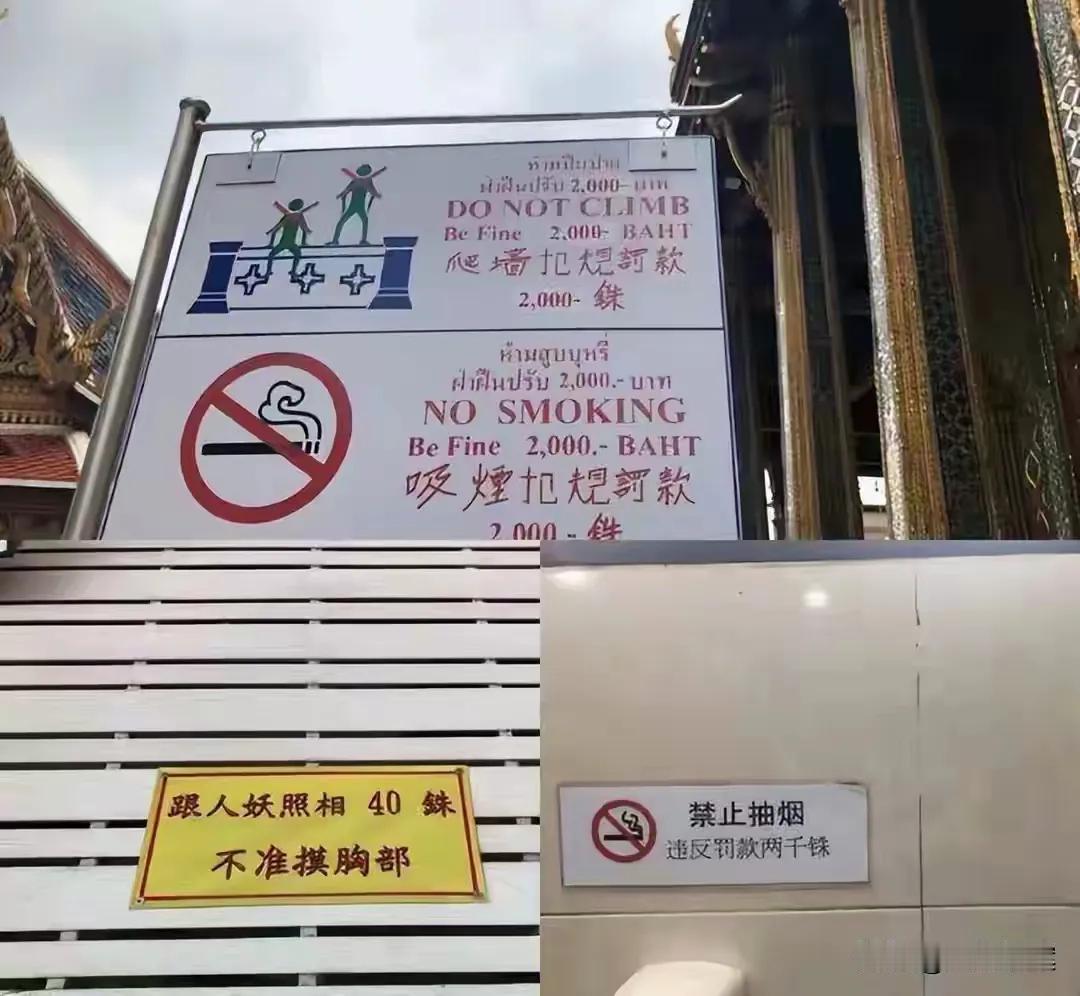 ห้ามปีนป่าย
ฝ่าฝืนปรับ 2,000.- บาท
DO NOT CLIMB
Be Fine 2,000- BAHT
爬墙犯規罰款
2,000- 銖
ห้ามสูบบุหรี่
ฝ่าฝืนปรับ 2,000.- บาท
NO SMOKING
Be Fine 2,000.- BAHT
吸煙犯規罰款
2,000.- 銖
跟人妖照相 40 銖
不准摸胸部
禁止抽烟
违反罚款两千铢